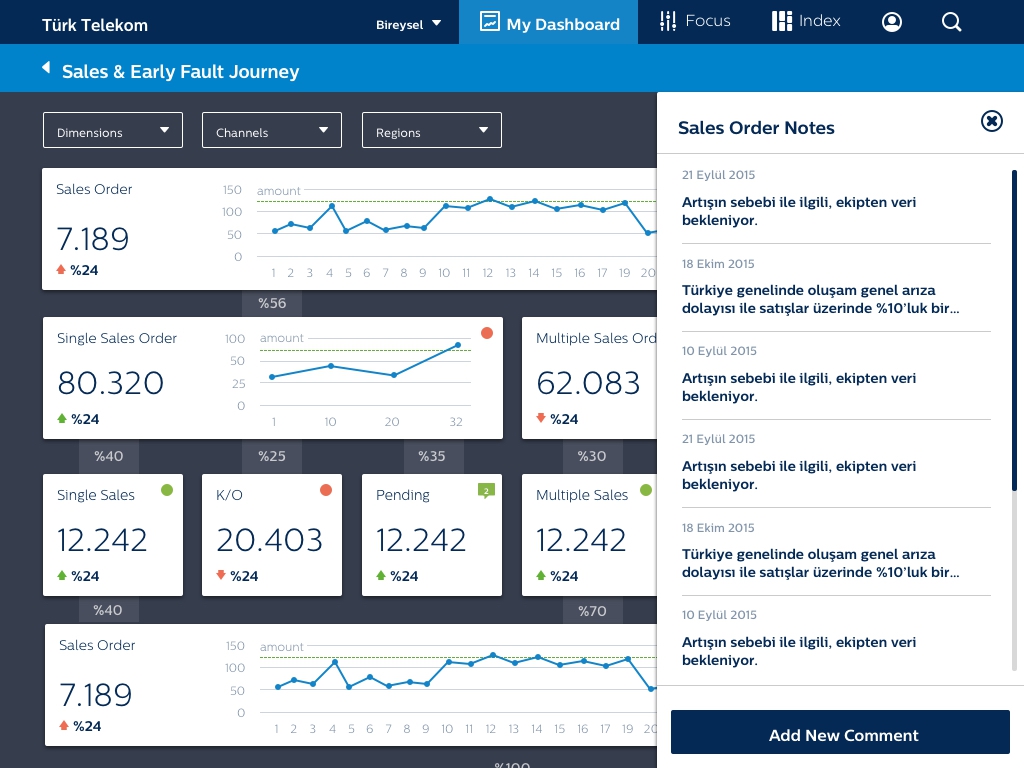 Türk Telekom
Bireysel
My Dashboard
Focus
Index
Sales & Early Fault Journey
Dimensions
Channels
Regions
Sales Order
7.189
%24
150
100
50
0
amount
1 2 3 4 5 6 7 8 9 10 11 12 13 14 15 16 17 19 20
%56
Single Sales Order
80.320
%24
100
50
25
0
amount
1 10 20 32
Multiple Sales Ord
62.083
%24
%40
%25
%35
%30
Single Sales
12.242
%24
K/O
20.403
%24
Pending
2
12.242
%24
Multiple Sales
12.242
%24
%40
%70
Sales Order
7.189
%24
150
100
50
0
amount
1 2 3 4 5 6 7 8 9 10 11 12 13 14 15 16 17 19
%100
Sales Order Notes
21 Eylül 2015
Artışın sebebi ile ilgili, ekipten veri
bekleniyor.
18 Ekim 2015
Türkiye genelinde oluşam genel arıza
dolayısı ile satışlar üzerinde %10’luk bir...
10 Eylül 2015
Artışın sebebi ile ilgili, ekipten veri
bekleniyor.
21 Eylül 2015
Artışın sebebi ile ilgili, ekipten veri
bekleniyor.
18 Ekim 2015
Türkiye genelinde oluşam genel arıza
dolayısı ile satışlar üzerinde %10’luk bir...
10 Eylül 2015
Artışın sebebi ile ilgili, ekipten veri
bekleniyor.
Add New Comment